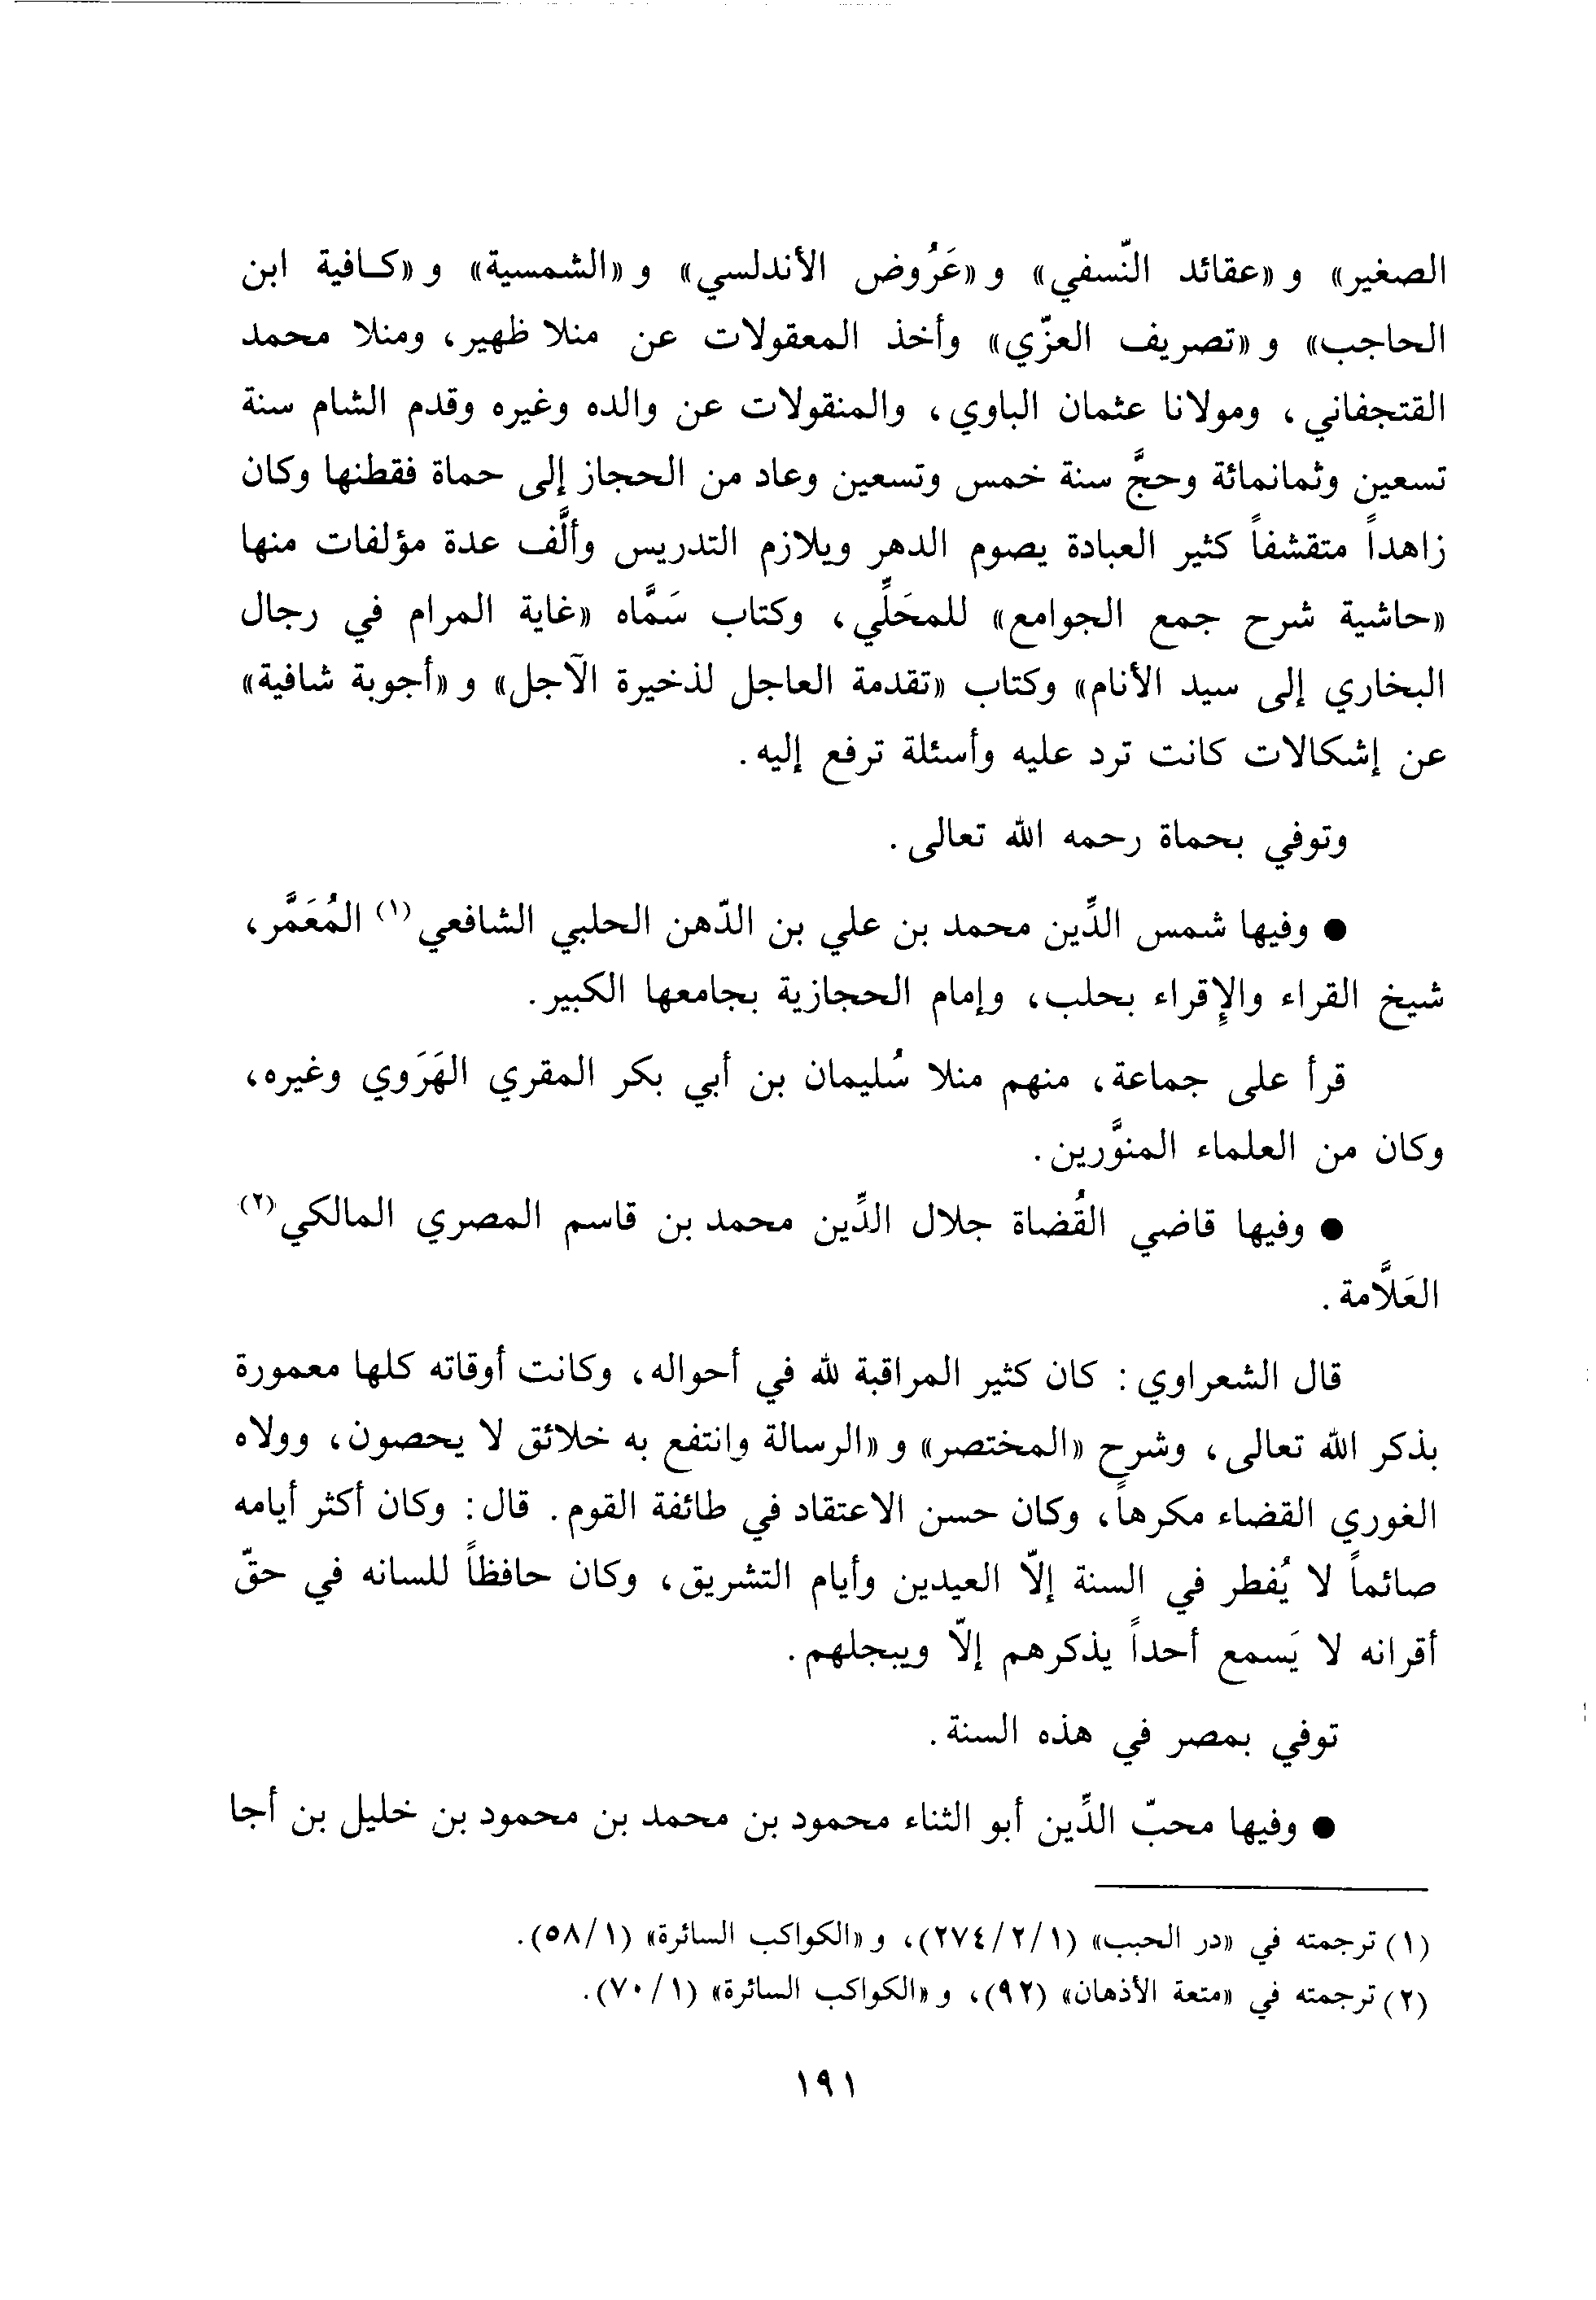 الصغير» و«عقائد النّسفي» و«عَرُوض الأندلسي» و«الشمسية» و«كافية ابن
الحاجب» و«تصريف العزّي» وأخذ المعقولات عن منلا ظهير، ومنلا محمد
القتجفاني، ومولانا عثمان الباوي، والمنقولات عن والده وغيره وقدم الشام سنة
تسعين وثمانمائة وحجَّ سنة خمس وتسعين وعاد من الحجاز إلى حماة فقطنها وكان
زاهداً متقشفاً كثير العبادة يصوم الدهر ويلازم التدريس وألَّف عدة مؤلفات منها
«حاشية شرح جمع الجوامع» للمحَلِّي، وكتاب سَمَّاه «غاية المرام في رجال
البخاري إلى سيد الأنام» وكتاب «تقدمة العاجل لذخيرة الآجل» و«أجوبة شافية»
عن إشكالات كانت ترد عليه وأسئلة ترفع إليه.
وتوفي بحماة رحمه الله تعالى.
● وفيها شمس الدِّين محمد بن علي بن الدّهن الحلبي الشافعي (١) المُعَمَّر،
شيخ القراء والإِقراء بحلب، وإمام الحجازية بجامعها الكبير.
قرأ على جماعة، منهم منلا سُليمان بن أبي بكر المقري الهَرَوي وغيره،
وكان من العلماء المنوَّرين.
● وفيها قاضي القُضاة جلال الدِّين محمد بن قاسم المصري المالكي (٢)
العَلاَّمة.
قال الشعراوي: كان كثير المراقبة لله في أحواله، وكانت أوقاته كلها معمورة
بذكر الله تعالى، وشرح «المختصر» و«الرسالة وانتفع به خلائق لا يحصون، وولاه
الغوري القضاء مكرهاً، وكان حسن الاعتقاد في طائفة القوم. قال: وكان أكثر أيامه
صائماً لا يُفطر في السنة إلاّ العيدين وأيام التشريق، وكان حافظاً للسانه في حقّ
أقرانه لا يَسمع أحداً يذكرهم إلاّ ويبجلهم.
توفي بمصر في هذه السنة.
● وفيها محبّ الدِّين أبو الثناء محمود بن محمد بن محمود بن خليل بن أجا
(١) ترجمته في «در الحبب» (١/٢/٢٧٤)، و«الكواكب السائرة» (١/٥٨).
(٢) ترجمته في «متعة الأذهان» (٩٢)، و«الكواكب السائرة» (١/٧٠).
١٩١